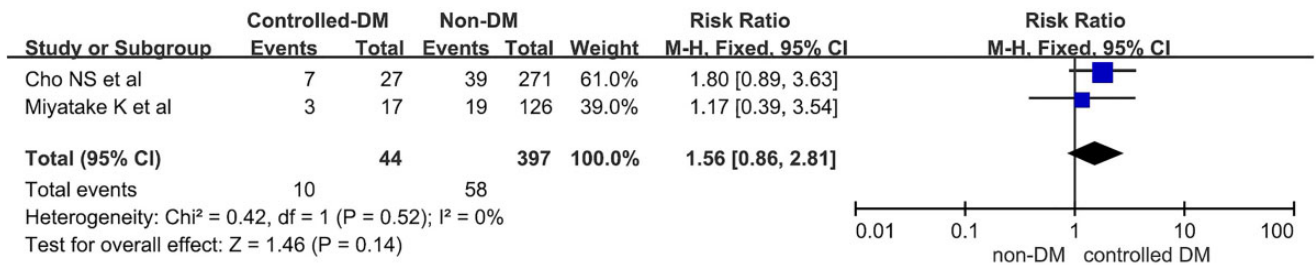 Controlled-DM Non-DM Risk Ratio Risk Ratio
Study or Subgroup Events Total Events Total Weight M-H, Fixed, 95% CI M-H, Fixed, 95% CI
Cho NS et al 7 27 39 271 61.0% 1.80 [0.89, 3.63]
Miyatake K et al 3 17 19 126 39.0% 1.17 [0.39, 3.54]
Total (95% CI) 44 397 100.0% 1.56 [0.86, 2.81]
Total events 10 58
Heterogeneity: Chi² = 0.42, df = 1 (P = 0.52); I² = 0%
Test for overall effect: Z = 1.46 (P = 0.14)
0.01 0.1 1 10 100
non-DM controlled DM